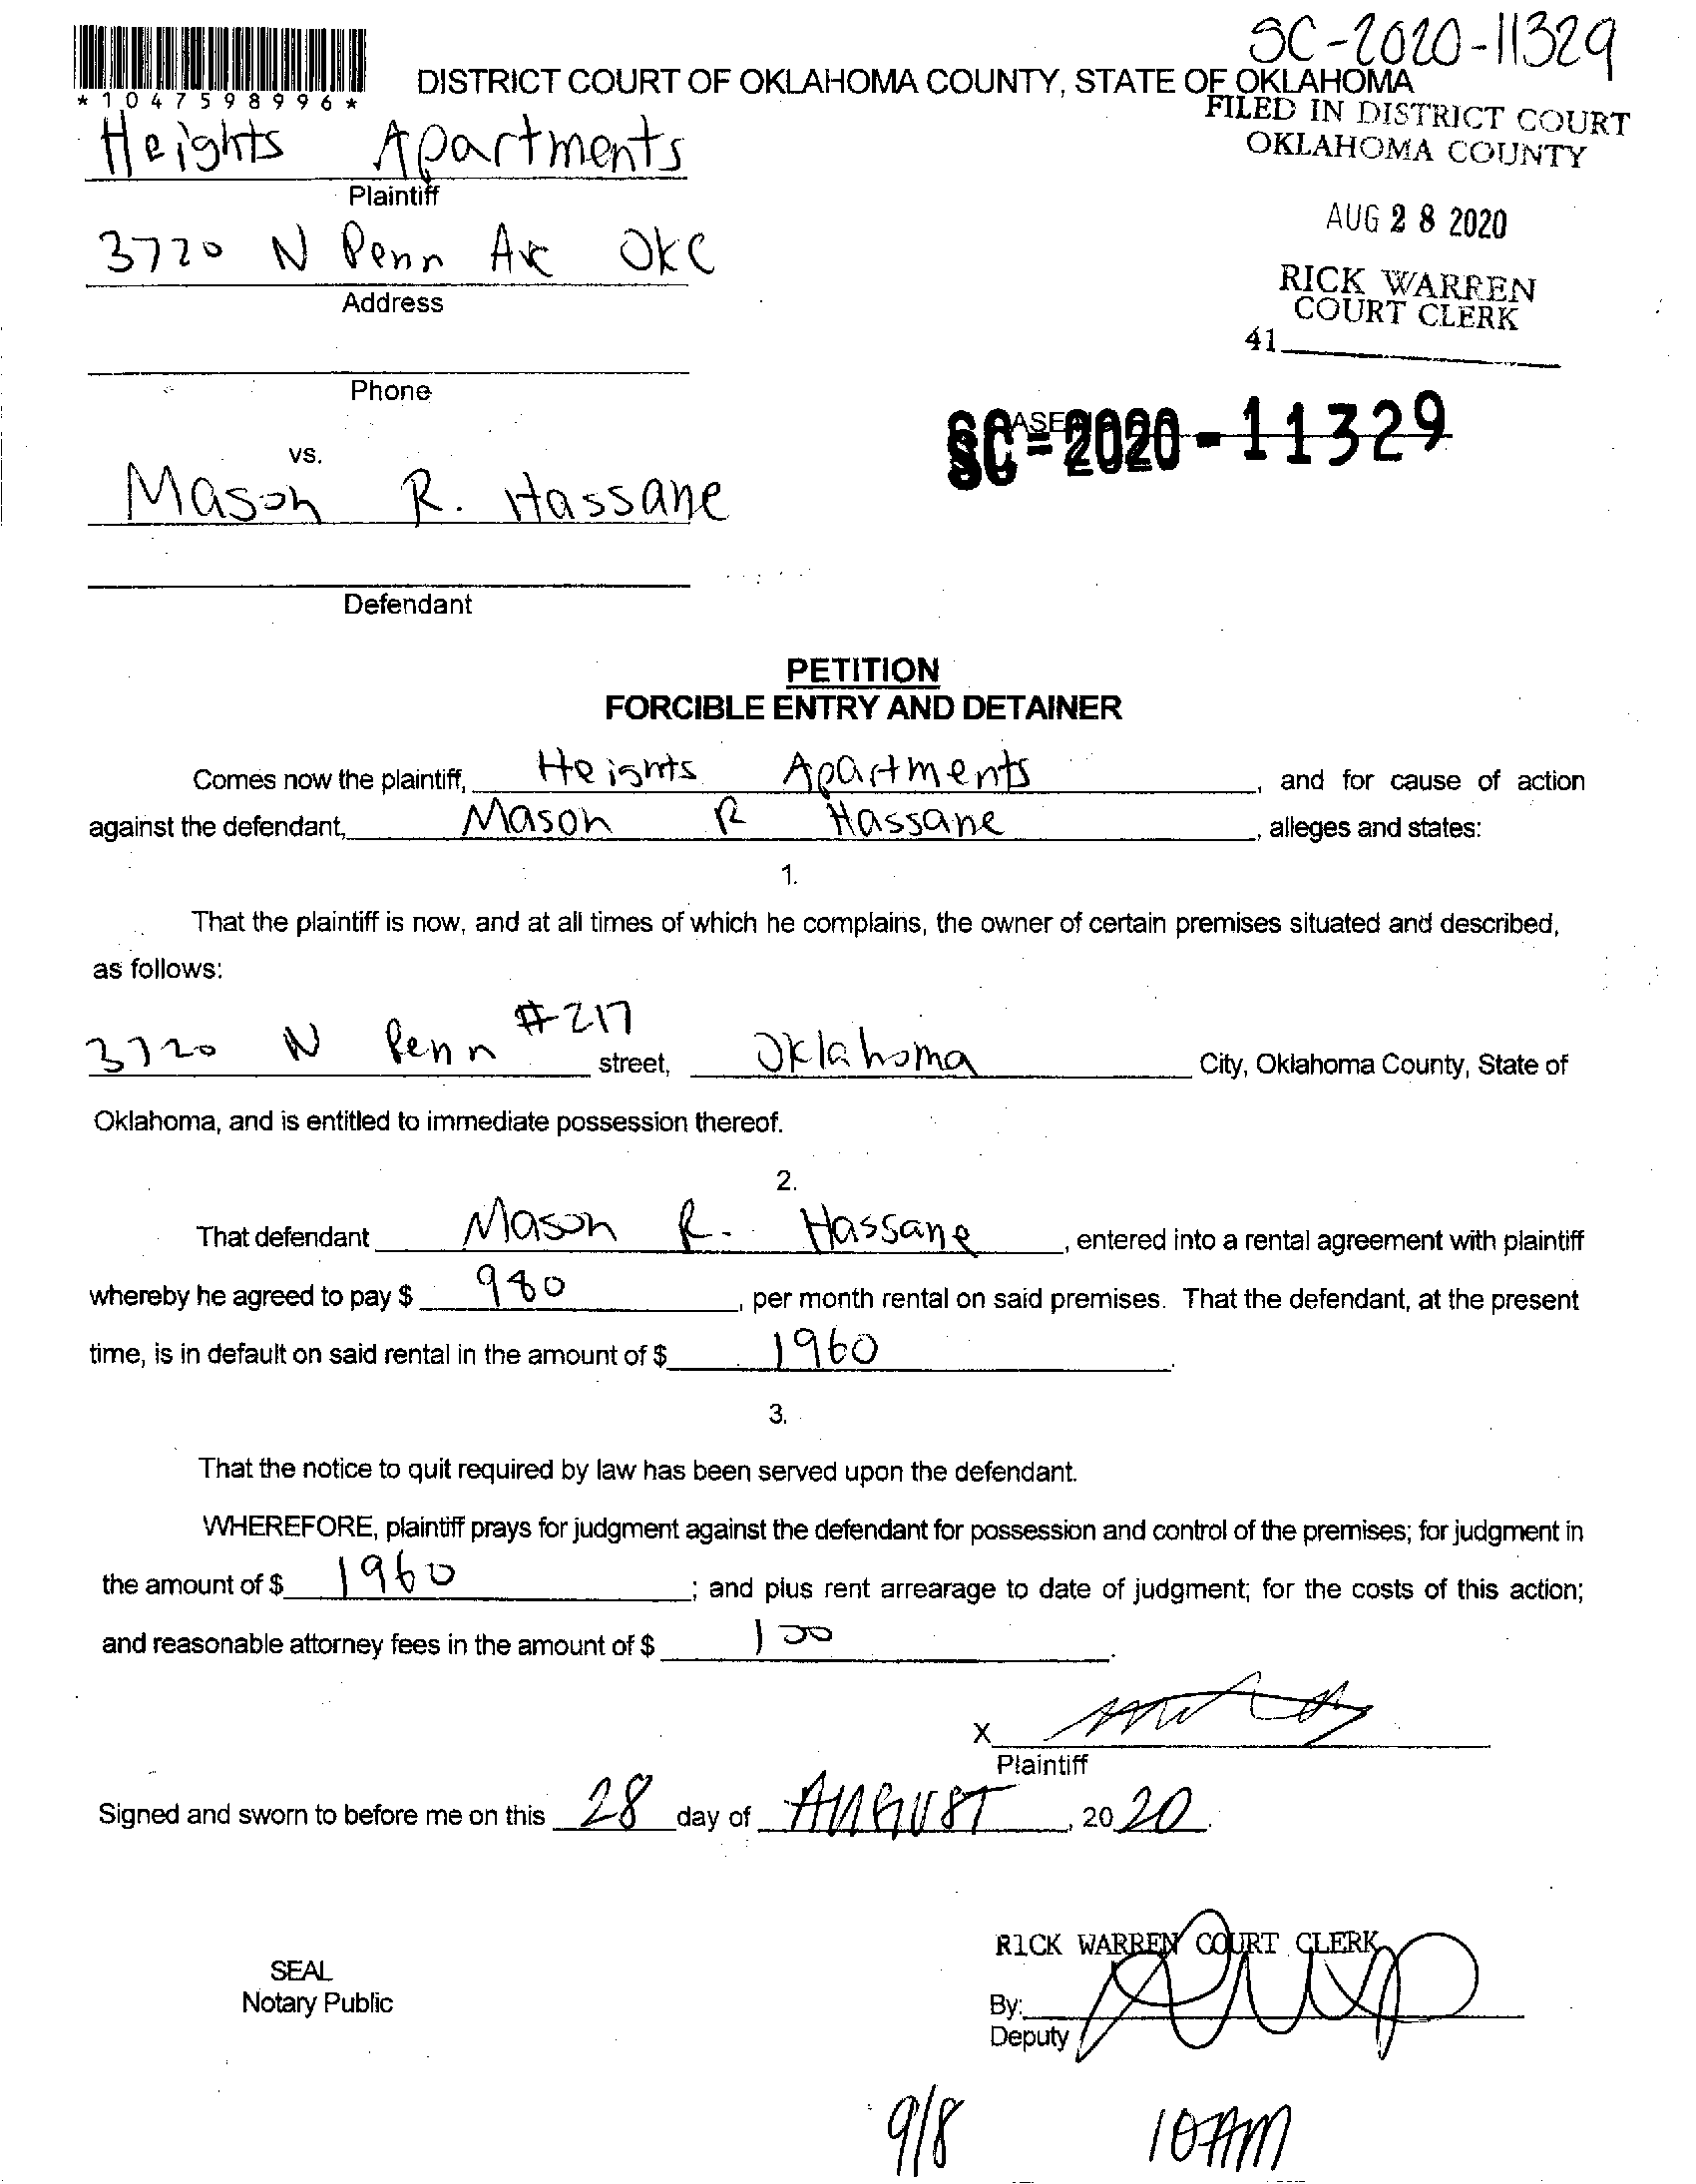 SC-2020-11329
*1047598996*
DISTRICT COURT OF OKLAHOMA COUNTY, STATE OF OKLAHOMA
FILED IN DISTRICT COURT
OKLAHOMA COUNTY
Heights Apartments
Plaintiff
AUG 28 2020
3720 N Penn Ave OKC
Address
RICK WARREN
COURT CLERK
41
Phone
CASE
SC-2020-11329
vs.
Mason R. Hassane
Defendant
PETITION
FORCIBLE ENTRY AND DETAINER
Comes now the plaintiff, Heights Apartments, and for cause of action
against the defendant, Mason R Hassane, alleges and states:
1.
That the plaintiff is now, and at all times of which he complains, the owner of certain premises situated and described,
as follows:
3720 N Penn #217 street, Oklahoma City, Oklahoma County, State of
Oklahoma, and is entitled to immediate possession thereof.
2.
That defendant Mason R. Hassane, entered into a rental agreement with plaintiff
whereby he agreed to pay $ 980, per month rental on said premises. That the defendant, at the present
time, is in default on said rental in the amount of $ 1960.
3.
That the notice to quit required by law has been served upon the defendant.
WHEREFORE, plaintiff prays for judgment against the defendant for possession and control of the premises; for judgment in
the amount of $ 1960; and plus rent arrearage to date of judgment; for the costs of this action;
and reasonable attorney fees in the amount of $ 100.
X
Plaintiff
Signed and sworn to before me on this 28 day of AUGUST, 2020.
RICK WARREN COURT CLERK
SEAL
Notary Public
By:
Deputy
9/8 10AM